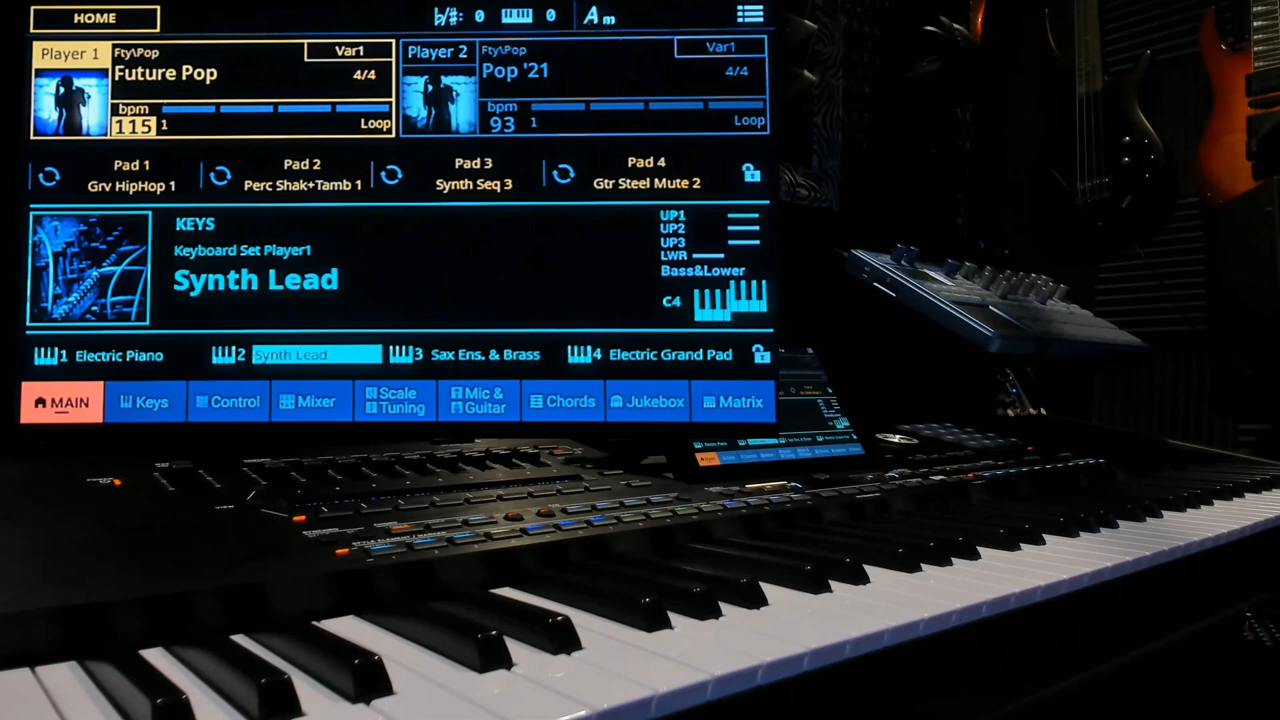 HOME
♭/♯: 0 0 Am
Player 1 Fty\Pop Var1
Future Pop 4/4
bpm
115 1 Loop
Player 2 Fty\Pop Var1
Pop '21 4/4
bpm
93 1 Loop
Pad 1
Grv HipHop 1
Pad 2
Perc Shak+Tamb 1
Pad 3
Synth Seq 3
Pad 4
Gtr Steel Mute 2
KEYS
Keyboard Set Player1
Synth Lead
UP1
UP2
UP3
LWR
Bass&Lower
C4
1 Electric Piano
2 Synth Lead
3 Sax Ens. & Brass
4 Electric Grand Pad
MAIN
Keys
Control
Mixer
Scale
Tuning
Mic &
Guitar
Chords
Jukebox
Matrix